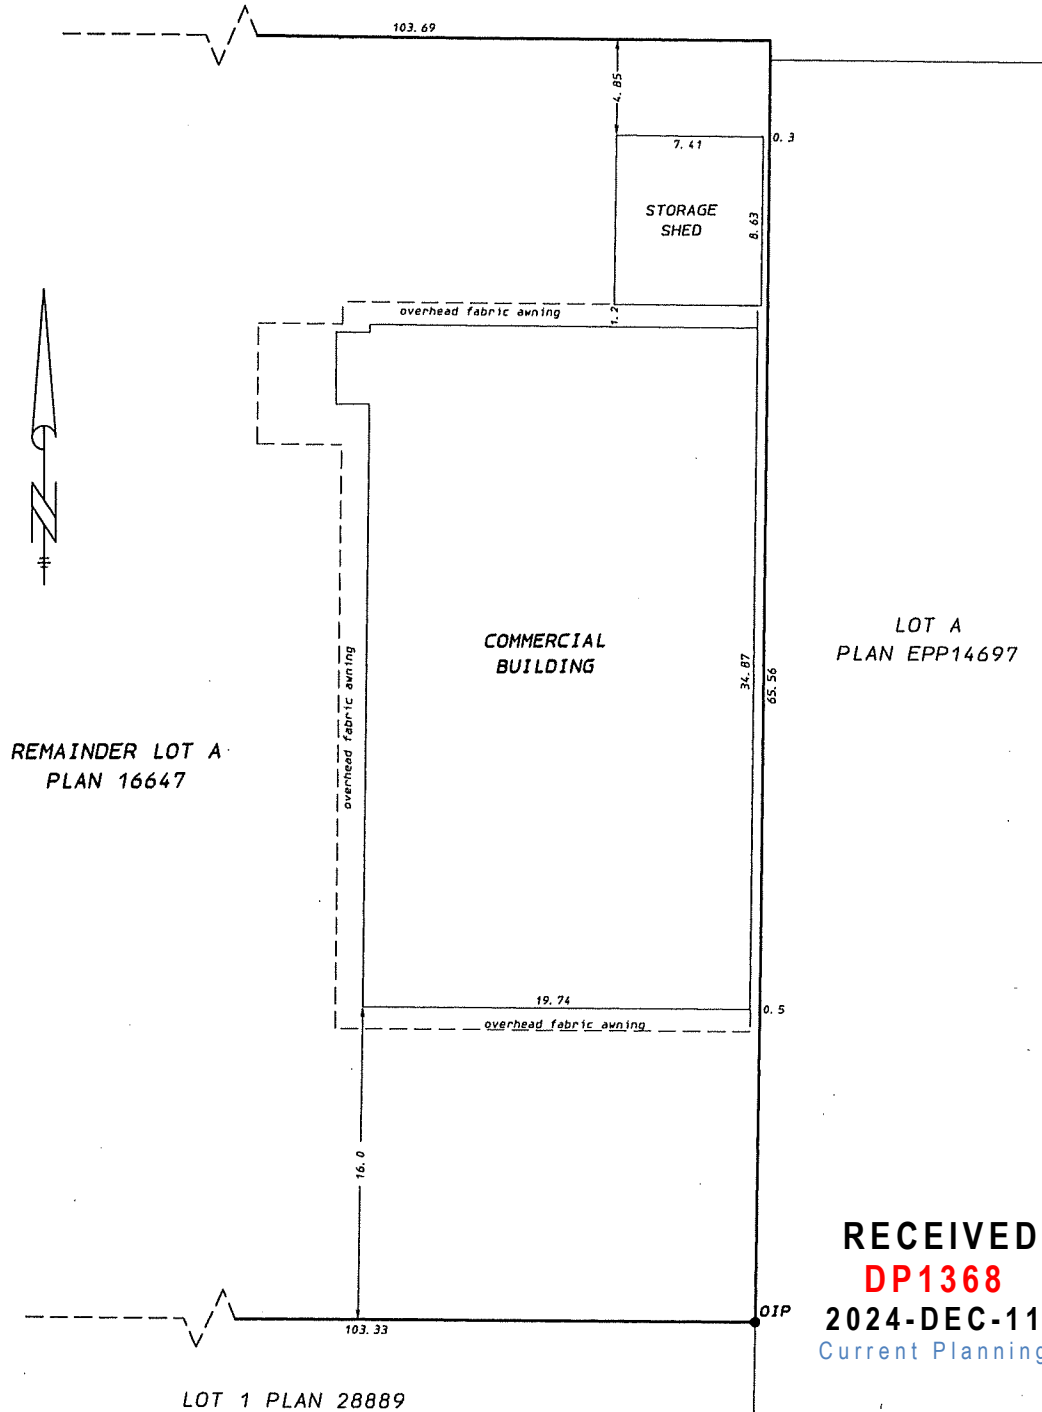 103.69
4.85
0.3
7.41
STORAGE
SHED
8.63
overhead fabric awning
1.2
N
COMMERCIAL
BUILDING
LOT A
PLAN EPP14697
34.87
65.56
overhead fabric awning
REMAINDER LOT A
PLAN 16647
19.74
0.5
overhead fabric awning
16.0
RECEIVED
DP1368
2024-DEC-11
Current Planning
OIP
103.33
LOT 1 PLAN 28889